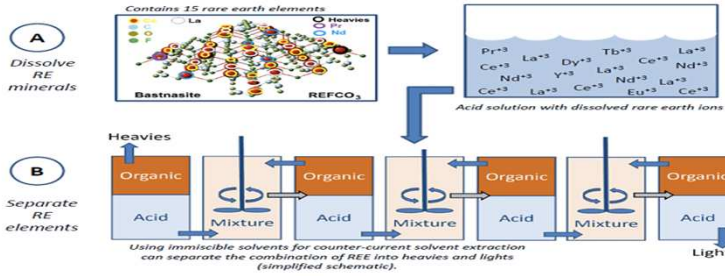 Contains 15 rare earth elements
A
Dissolve
RE
minerals
La
Heavies
C
Pr
O
Nd
F
Bastnasite
REFCO₃
Pr+3
Tb+3
La+3
Ce+3
La+3
Dy+3
Ce+3
Nd+3
Nd+3
Y+3
La+3
Nd+3
La+3
Ce+3
La+3
Ce+3
Eu+3
Ce+3
Acid solution with dissolved rare earth ions
Heavies
B
Separate
RE
elements
Organic
Acid
Mixture
Organic
Acid
Mixture
Organic
Acid
Mixture
Organic
Acid
Ligh
Using immiscible solvents for counter-current solvent extraction
can separate the combination of REE into heavies and lights
(simplified schematic).